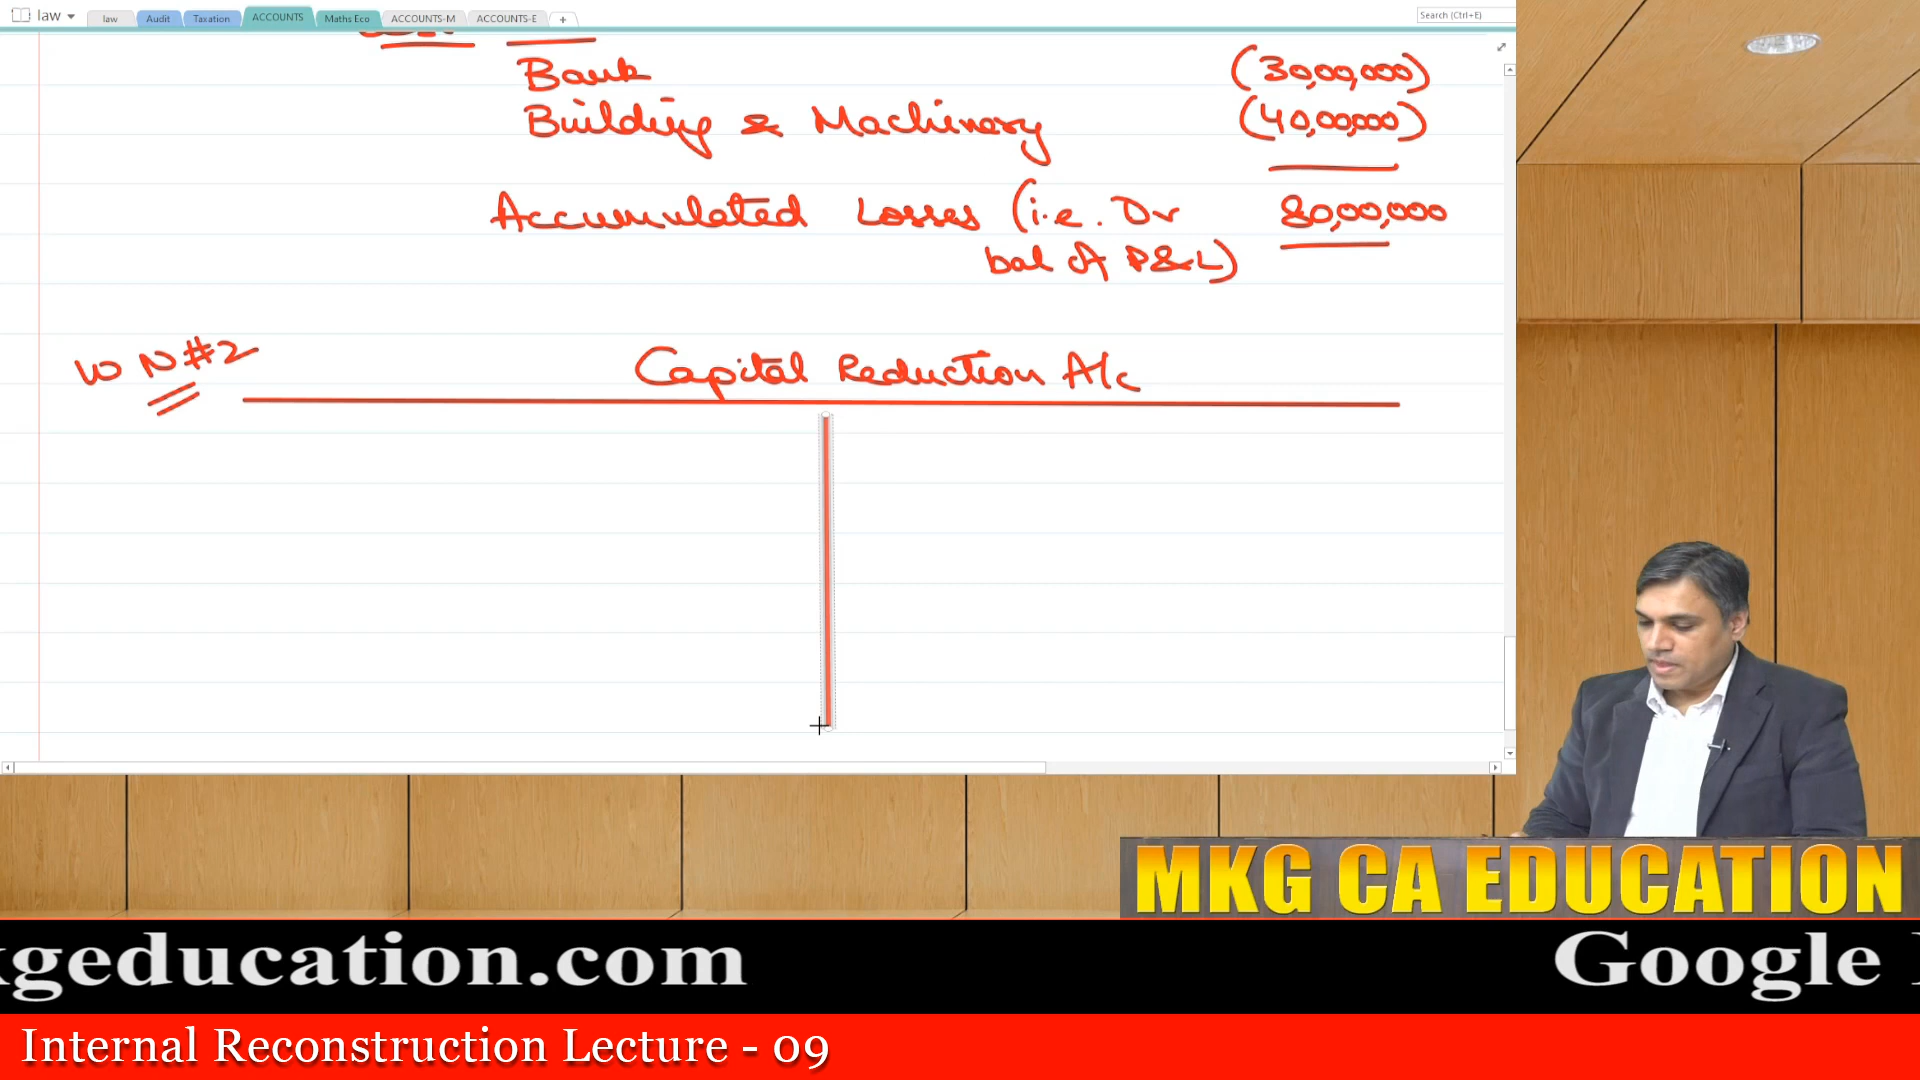 law
law Audit Taxation ACCOUNTS Maths Eco ACCOUNTS-M ACCOUNTS-E +
Search (Ctrl+E)
Bank (30,00,000)
Building & Machinery (40,00,000)
Accumulated Losses (i.e. Dr 80,00,000
bal of P&L)
WN#2 Capital Reduction A/c
MKG CA EDUCATION
kgeducation.com Google
Internal Reconstruction Lecture - 09